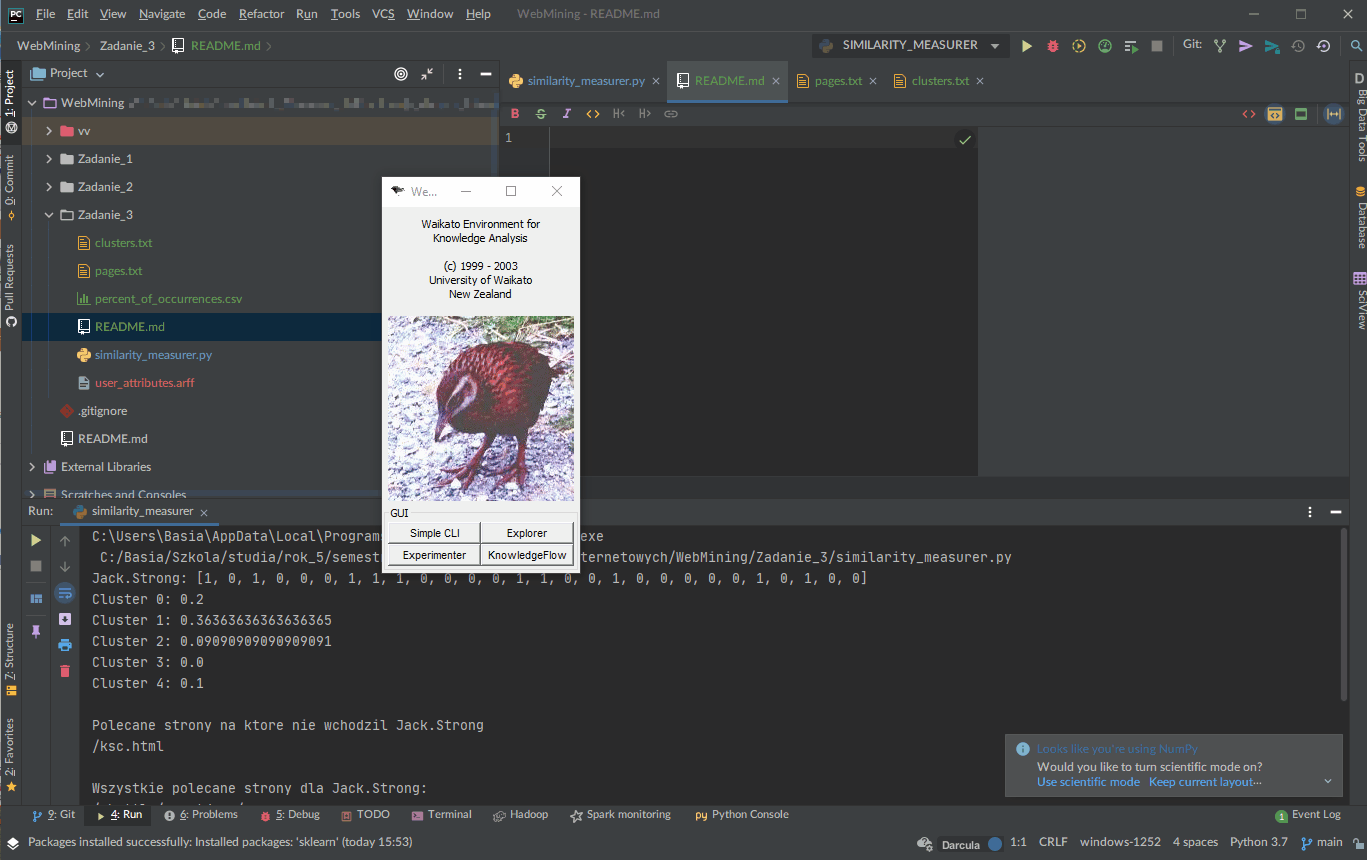 PC File Edit View Navigate Code Refactor Run Tools VCS Window Help WebMining - README.md
WebMining Zadanie_3 README.md SIMILARITY_MEASURER Git:
Project similarity_measurer.py README.md pages.txt clusters.txt
1: Project
0: Commit
Pull Requests
WebMining
vv
Zadanie_1
Zadanie_2
Zadanie_3
clusters.txt
pages.txt
percent_of_occurrences.csv
README.md
similarity_measurer.py
user_attributes.arff
.gitignore
README.md
External Libraries
Scratches and Consoles
B S I <> H< H>
1
D
Big Data Tools
Database
SciView
We...
Waikato Environment for
Knowledge Analysis
(c) 1999 - 2003
University of Waikato
New Zealand
GUI
Simple CLI Explorer
Experimenter KnowledgeFlow
Run: similarity_measurer
C:\Users\Basia\AppData\Local\Program exe
C:/Basia/Szkola/studia/rok_5/semest ternetowych/WebMining/Zadanie_3/similarity_measurer.py
Jack.Strong: [1, 0, 1, 0, 0, 0, 1, 1, 1, 0, 0, 0, 0, 1, 1, 0, 0, 1, 0, 0, 0, 0, 0, 1, 0, 1, 0, 0]
Cluster 0: 0.2
Cluster 1: 0.36363636363636365
Cluster 2: 0.09090909090909091
Cluster 3: 0.0
Cluster 4: 0.1
Polecane strony na ktore nie wchodzil Jack.Strong
/ksc.html
Wszystkie polecane strony dla Jack.Strong:
7: Structure
2: Favorites
Looks like you're using NumPy
Would you like to turn scientific mode on?
Use scientific mode Keep current layout...
9: Git 4: Run 6: Problems 5: Debug TODO Terminal Hadoop Spark monitoring Python Console 1 Event Log
Packages installed successfully: Installed packages: 'sklearn' (today 15:53) Darcula 1:1 CRLF windows-1252 4 spaces Python 3.7 main